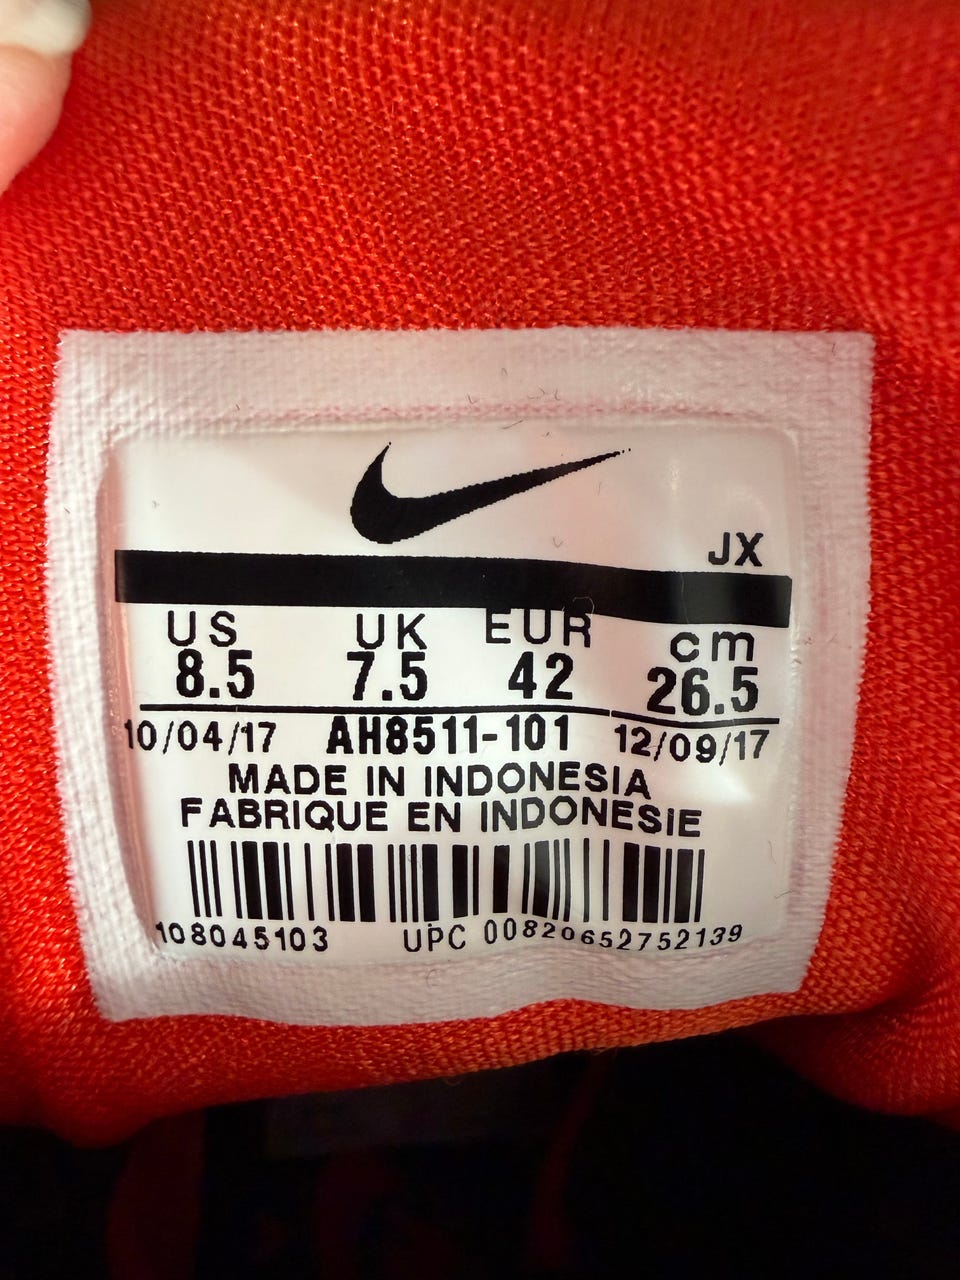 JX
US UK EUR cm
8.5 7.5 42 26.5
10/04/17 AH8511-101 12/09/17
MADE IN INDONESIA
FABRIQUE EN INDONESIE
108045103 UPC 00820652752139